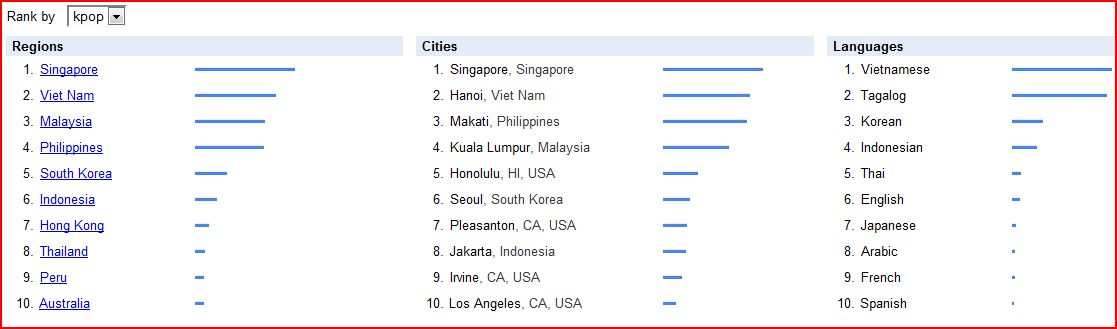 Rank by kpop
Regions
1. Singapore
2. Viet Nam
3. Malaysia
4. Philippines
5. South Korea
6. Indonesia
7. Hong Kong
8. Thailand
9. Peru
10. Australia
Cities
1. Singapore, Singapore
2. Hanoi, Viet Nam
3. Makati, Philippines
4. Kuala Lumpur, Malaysia
5. Honolulu, HI, USA
6. Seoul, South Korea
7. Pleasanton, CA, USA
8. Jakarta, Indonesia
9. Irvine, CA, USA
10. Los Angeles, CA, USA
Languages
1. Vietnamese
2. Tagalog
3. Korean
4. Indonesian
5. Thai
6. English
7. Japanese
8. Arabic
9. French
10. Spanish